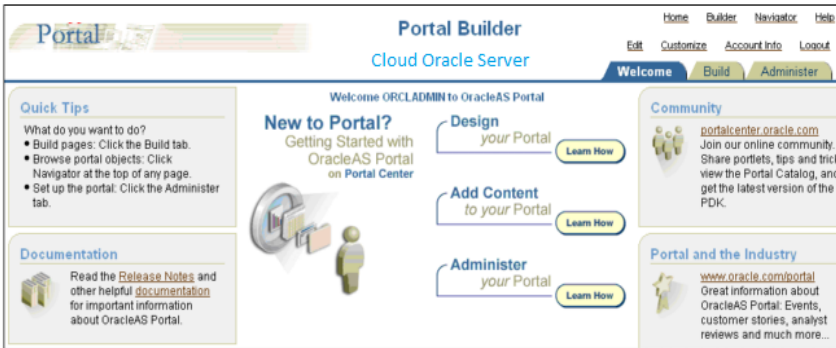 Portal
Portal Builder
Cloud Oracle Server
Home Builder Navigator Help
Edit Customize Account Info Logout
Welcome Build Administer
Quick Tips
What do you want to do?
• Build pages: Click the Build tab.
• Browse portal objects: Click
Navigator at the top of any page.
• Set up the portal: Click the Administer
tab.
Documentation
Read the Release Notes and
other helpful documentation
for important information
about OracleAS Portal.
Welcome ORCLADMIN to OracleAS Portal
New to Portal?
Getting Started with
OracleAS Portal
on Portal Center
Design
your Portal
Learn How
Add Content
to your Portal
Learn How
Administer
your Portal
Learn How
Community
portalcenter.oracle.com
Join our online community.
Share portlets, tips and
view the Portal Catalog,
get the latest version of the
PDK.
Portal and the Industry
www.oracle.com/portal
Great information about
OracleAS Portal: Events,
customer stories, analyst
reviews and much more...